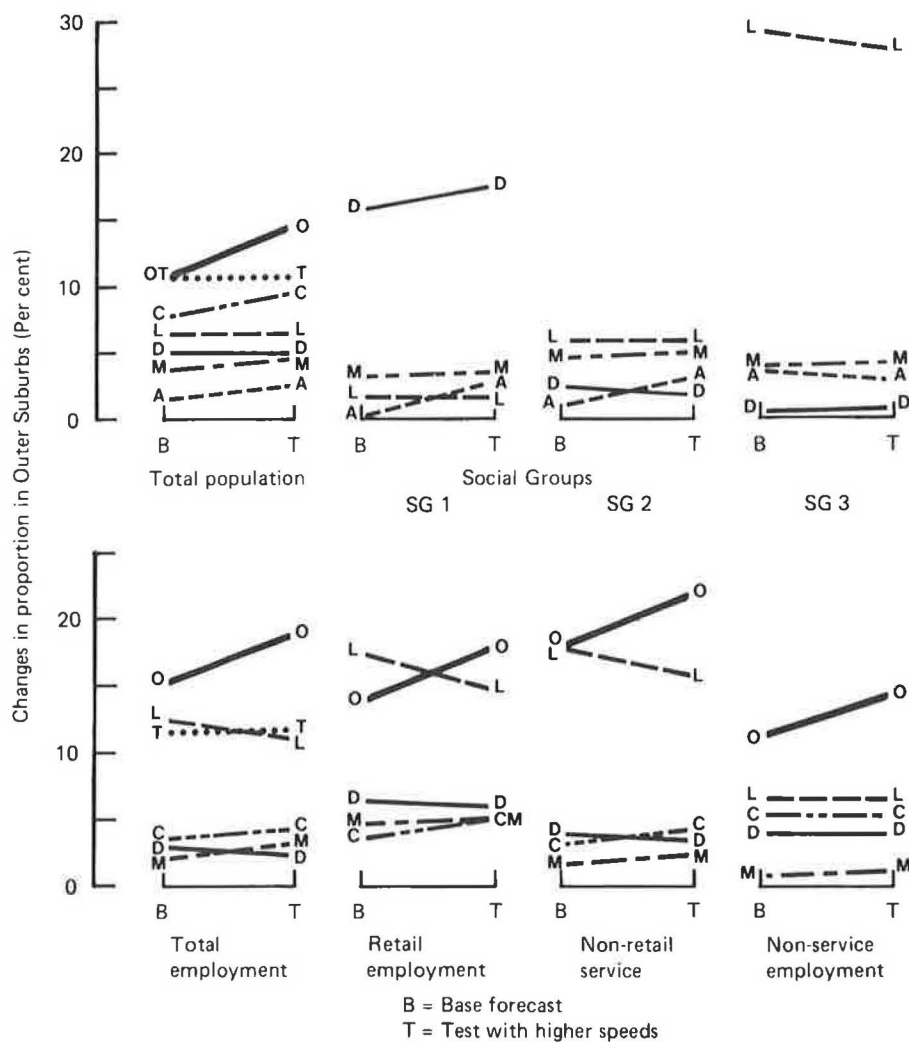 Changes in proportion in Outer Suburbs (Per cent)
30
20
10
0
OT
C
L
D
M
A
O
T
C
L
D
M
A
B
T
Total population
D
M
L
A
D
M
A
L
B
T
Social Groups
SG 1
L
M
D
A
L
M
A
D
B
T
SG 2
L
M
A
D
L
M
A
D
B
T
SG 3
20
10
0
O
L
T
C
D
M
O
T
L
C
M
D
B
T
Total
employment
L
O
D
M
C
O
L
D
CM
B
T
Retail
employment
O
L
D
C
M
O
L
C
D
M
B
T
Non-retail
service
O
L
C
D
M
O
L
C
D
M
B
T
Non-service
employment
B = Base forecast
T = Test with higher speeds